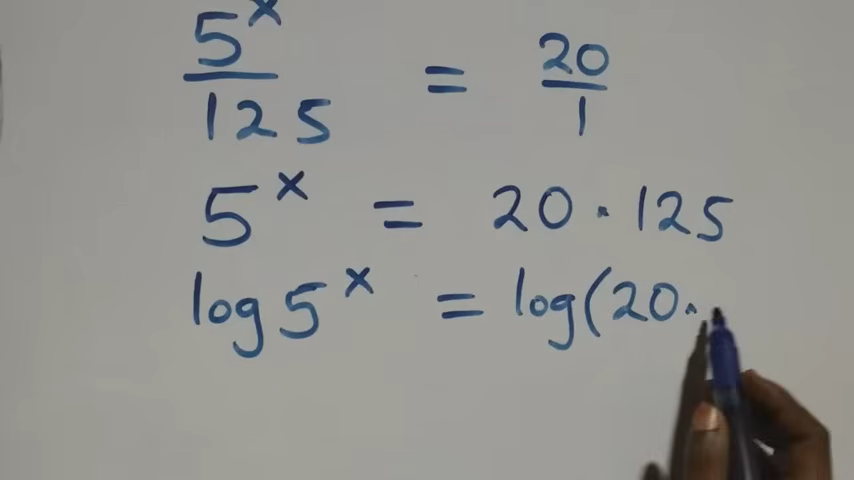 5^x/125 = 20/1
5^x = 20 · 125
log 5^x = log(20 ·